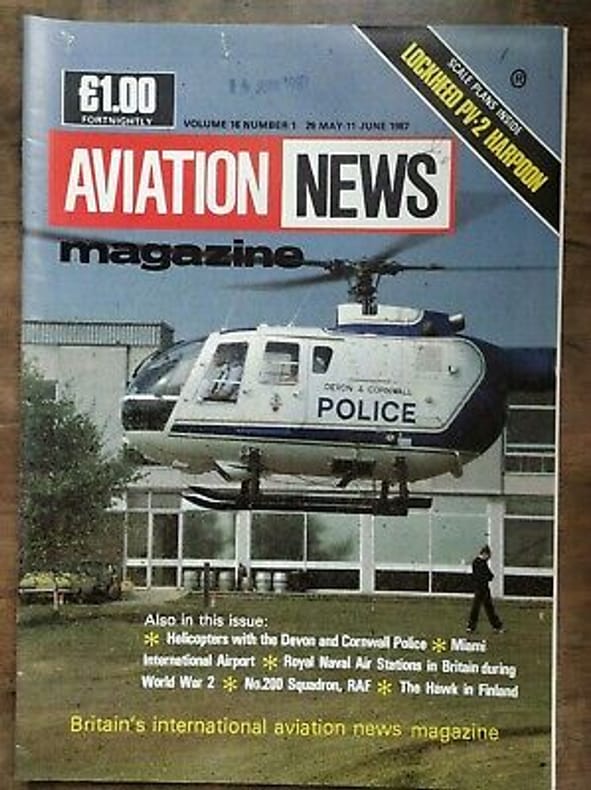 £1.00
FORTNIGHTLY
SCALE PLANS INSIDE
LOCKHEED PV-2 HARPOON
®
VOLUME 16 NUMBER 1 29 MAY-11 JUNE 1987
AVIATION NEWS
magazine
DEVON & CORNWALL
POLICE
Also in this issue:
* Helicopters with the Devon and Cornwall Police * Miami
International Airport * Royal Naval Air Stations in Britain during
World War 2 * No.200 Squadron, RAF * The Hawk in Finland
Britain's international aviation news magazine